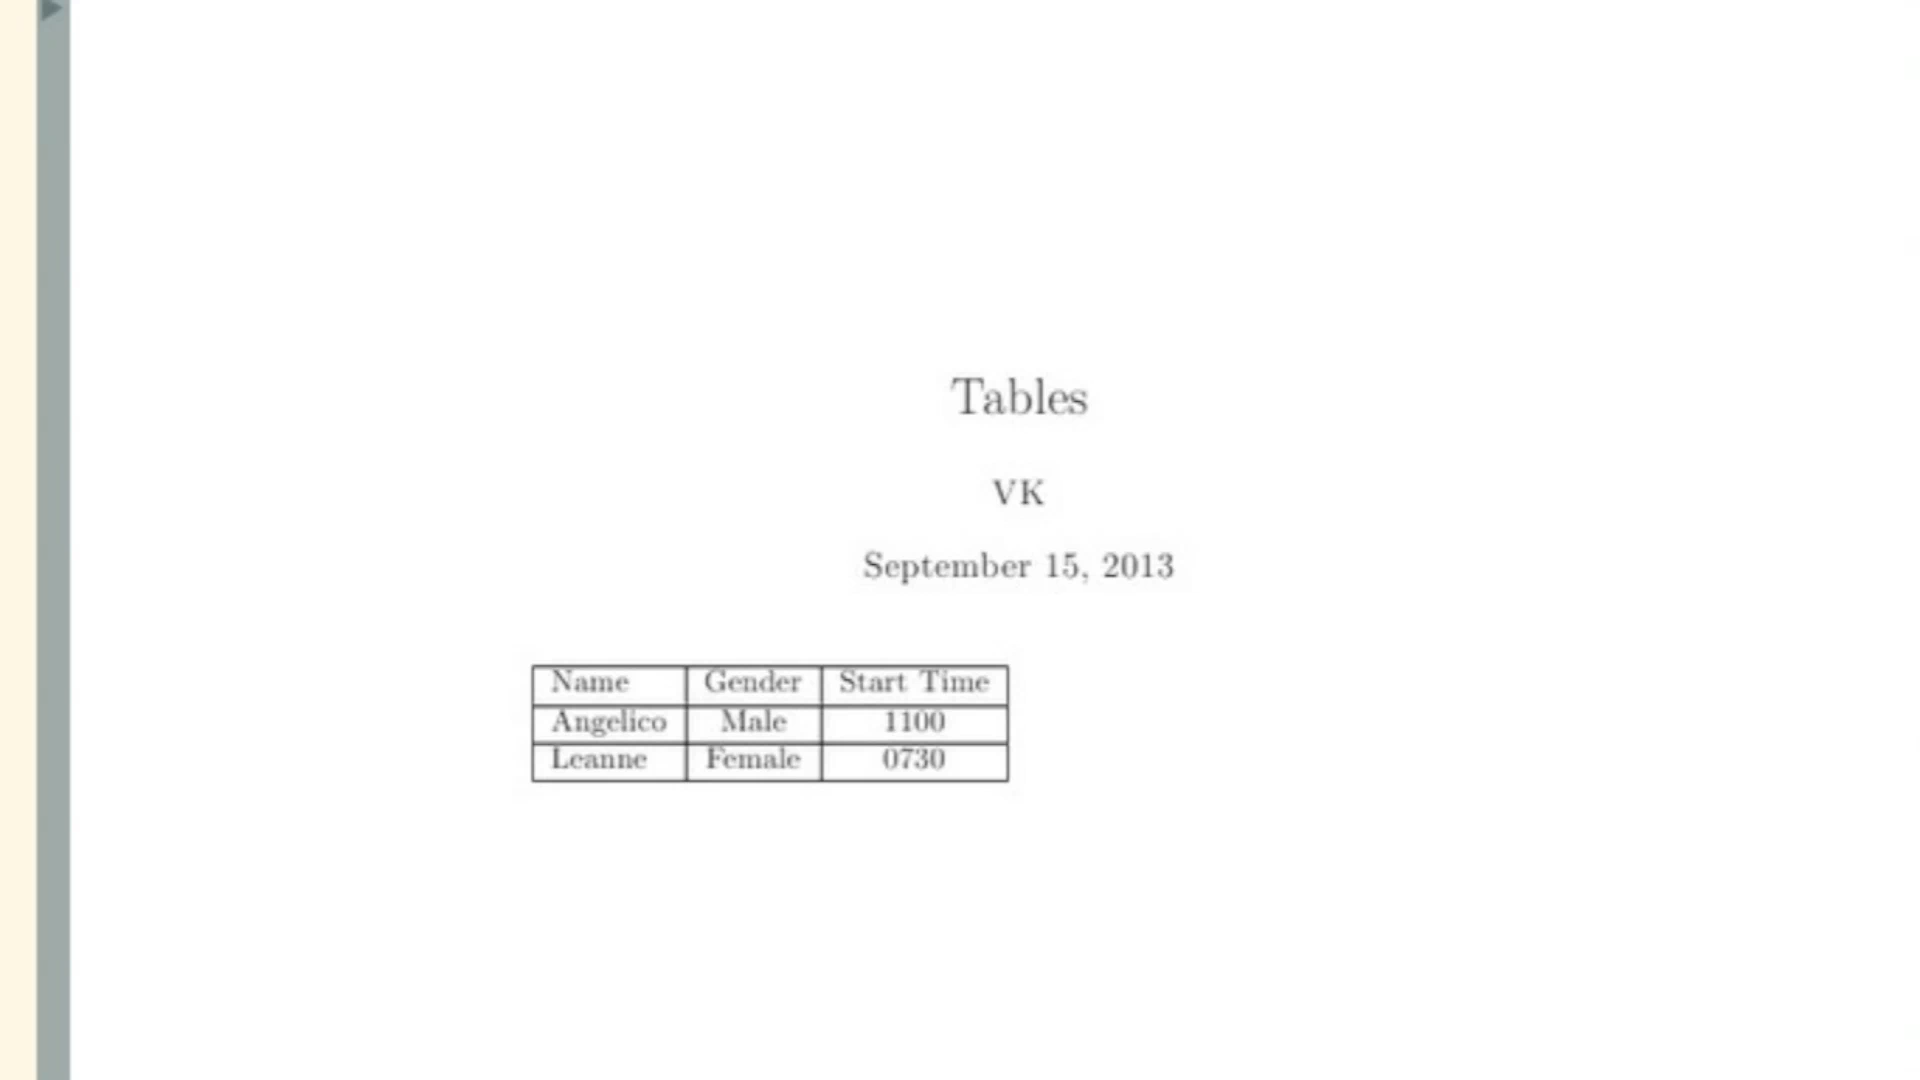 Tables
VK
September 15, 2013
Name Gender Start Time
Angelico Male 1100
Leanne Female 0730